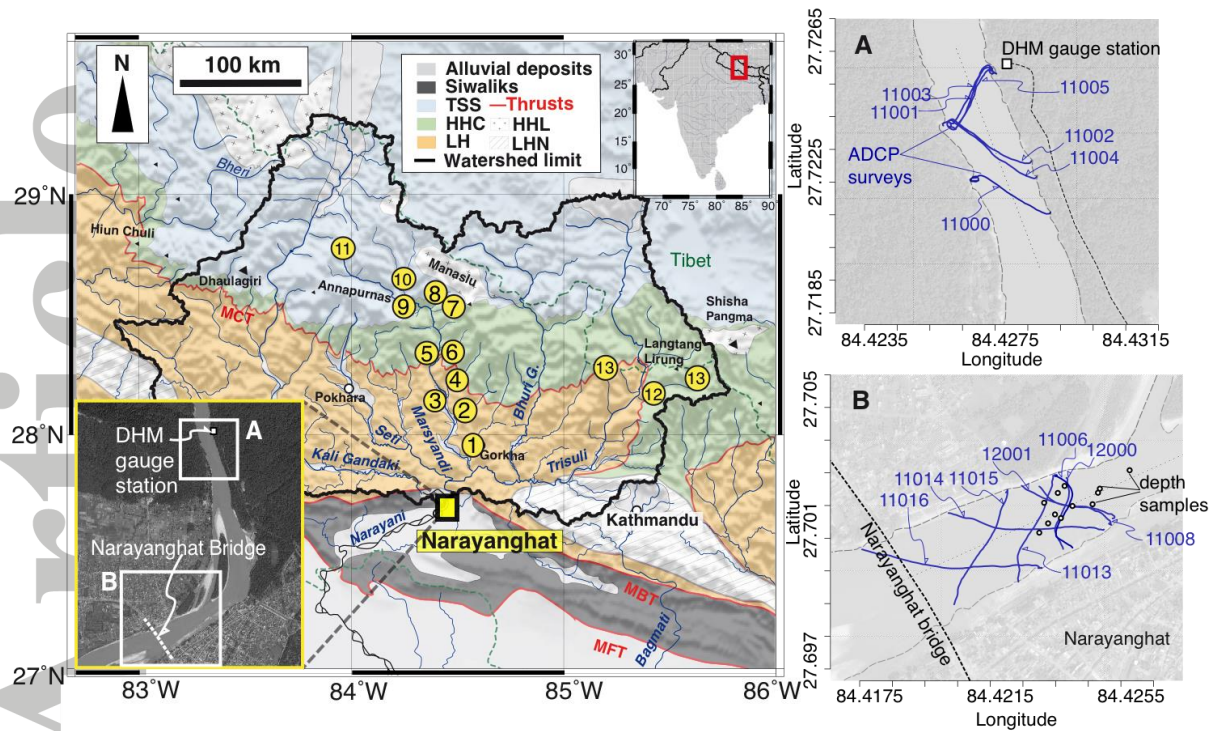 N
100 km
Alluvial deposits
Siwaliks
TSS
Thrusts
HHC
HHL
LH
LHN
Watershed limit
30˚
25˚
20˚
15˚
10˚
70˚
75˚
80˚
85˚
90˚
29˚N
28˚N
27˚N
83˚W
84˚W
85˚W
86˚W
Bheri
Hiun Chuli
Dhaulagiri
Annapurnas
Manaslu
Tibet
Shisha
Pangma
Langtang
Lirung
MCT
11
10
9
8
7
5
6
4
3
2
1
13
13
12
Pokhara
Seti
Marsyandi
Bhuri G.
Kali Gandaki
Gorkha
Trisuli
Narayani
Narayanghat
Kathmandu
MBT
MFT
Bagmati
DHM
gauge
station
A
Narayanghat Bridge
B
A
DHM gauge station
11003
11001
11005
11002
11004
ADCP
surveys
11000
Latitude
27.7265
27.7225
27.7185
84.4235
84.4275
84.4315
Longitude
B
11006
12001
12000
11014
11015
11016
depth
samples
11008
11013
Narayanghat bridge
Narayanghat
Latitude
27.705
27.701
27.697
84.4175
84.4215
84.4255
Longitude